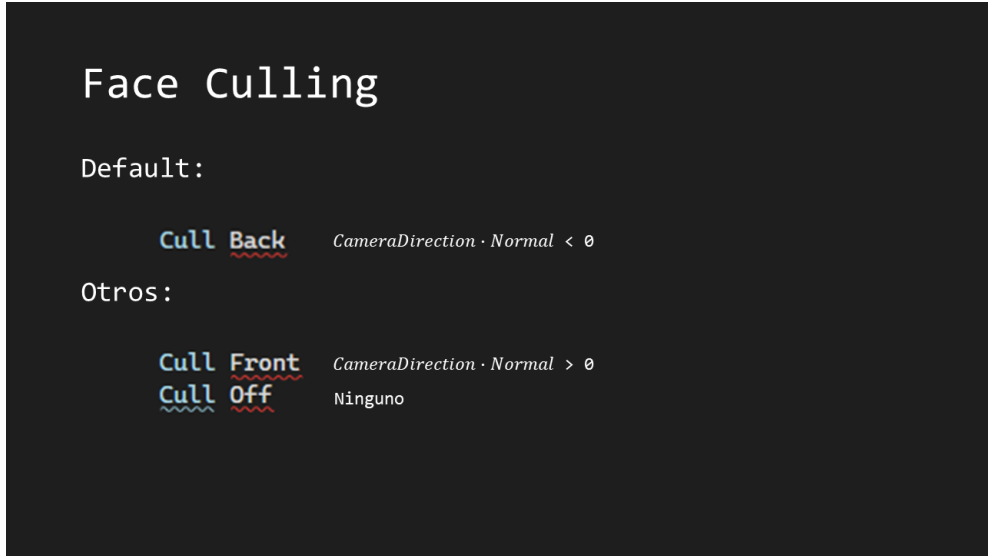 Face Culling
Default:
Cull Back CameraDirection · Normal < 0
Otros:
Cull Front CameraDirection · Normal > 0
Cull Off Ninguno